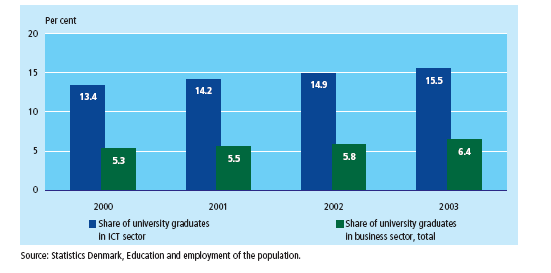 Per cent
20
15
10
5
0
13.4
5.3
14.2
5.5
14.9
5.8
15.5
6.4
2000
2001
2002
2003
Share of university graduates
in ICT sector
Share of university graduates
in business sector, total
Source: Statistics Denmark, Education and employment of the population.